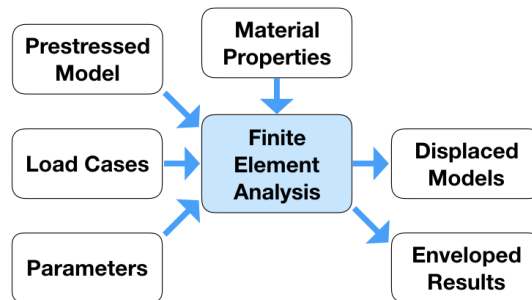 Prestressed
Model
Material
Properties
Load Cases
Finite
Element
Analysis
Displaced
Models
Parameters
Enveloped
Results